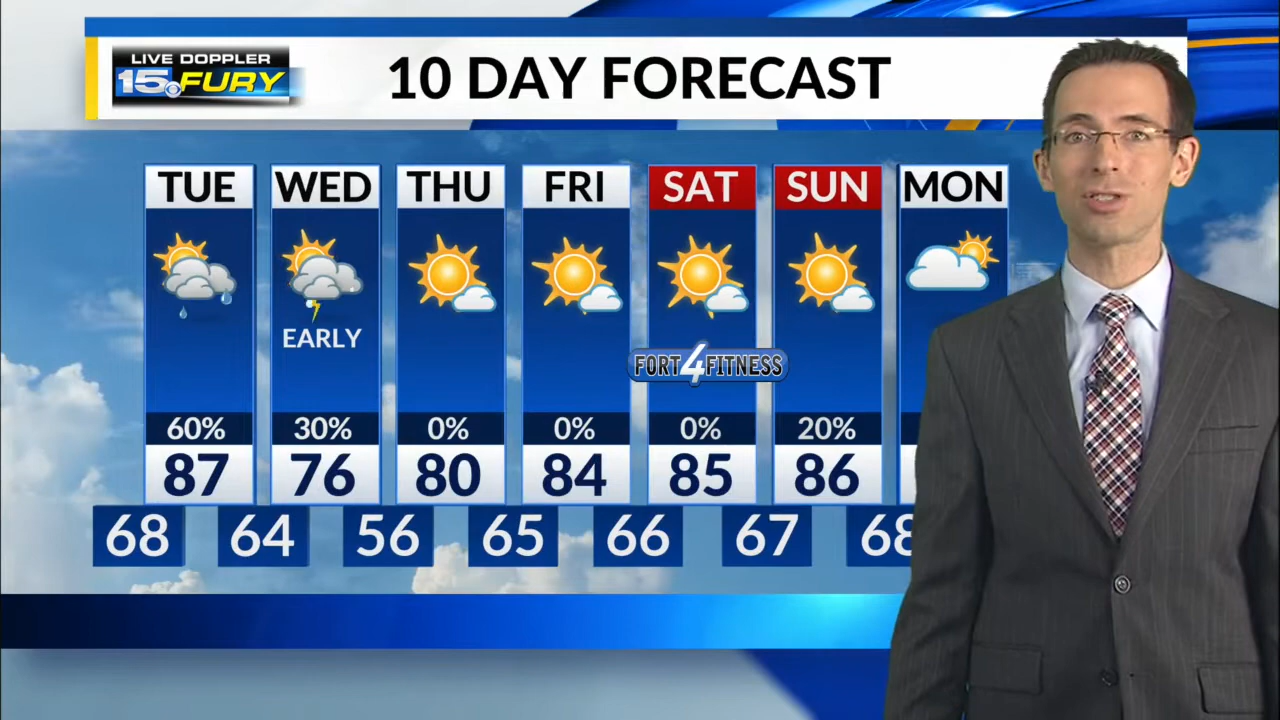 LIVE DOPPLER
15 FURY
10 DAY FORECAST
TUE WED THU FRI SAT SUN MON
EARLY
FORT 4 FITNESS
60% 30% 0% 0% 0% 20%
87 76 80 84 85 86
68 64 56 65 66 67 68